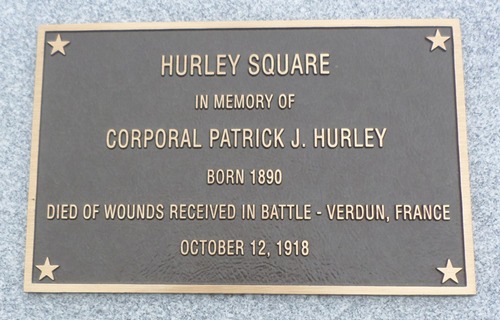 HURLEY SQUARE
IN MEMORY OF
CORPORAL PATRICK J. HURLEY
BORN 1890
DIED OF WOUNDS RECEIVED IN BATTLE - VERDUN, FRANCE
OCTOBER 12, 1918